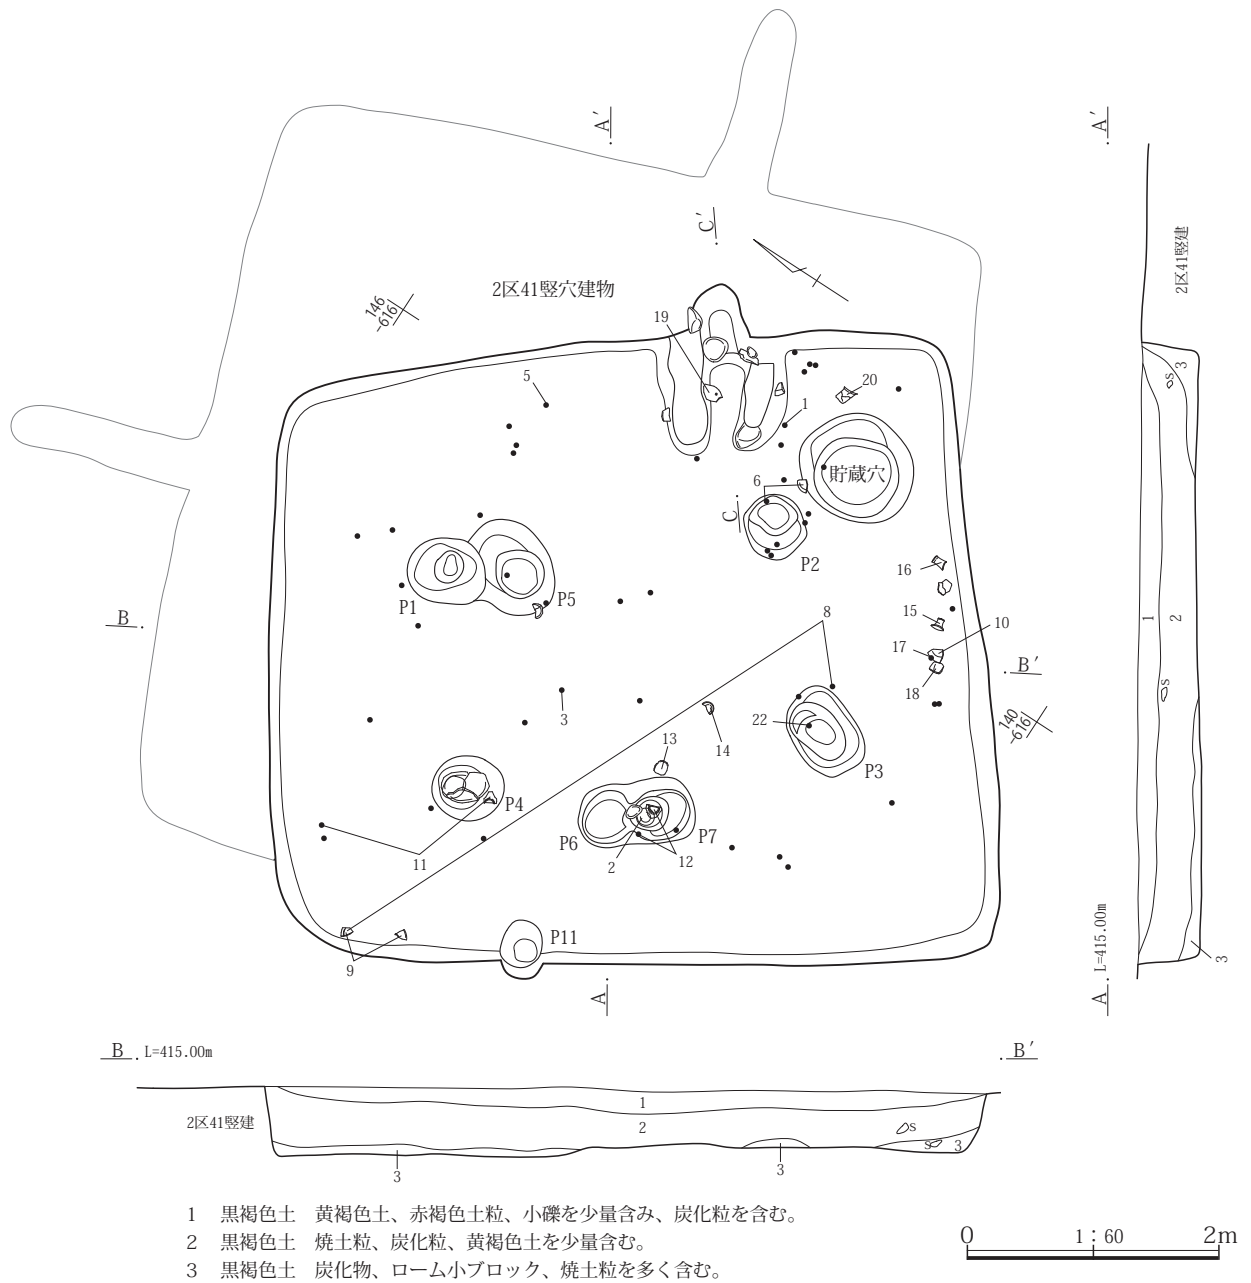 A′
A′
C′
2区41竪建
2区41竪穴建物
146
-616
19
3
S
5
20
1
貯蔵穴
6
C
P2
16
P1
P5
B
8
15
10
1
2
17
B′
18
S
3
22
140
-616
13
14
P3
P4
P6
P7
11
2
12
P11
9
A
A L=415.00m
3
B L=415.00m
B′
1
2区41竪建
2
S
S
3
3
3
1 黒褐色土 黄褐色土、赤褐色土粒、小礫を少量含み、炭化粒を含む。
2 黒褐色土 焼土粒、炭化粒、黄褐色土を少量含む。
3 黒褐色土 炭化物、ローム小ブロック、焼土粒を多く含む。
0 1：60 2m